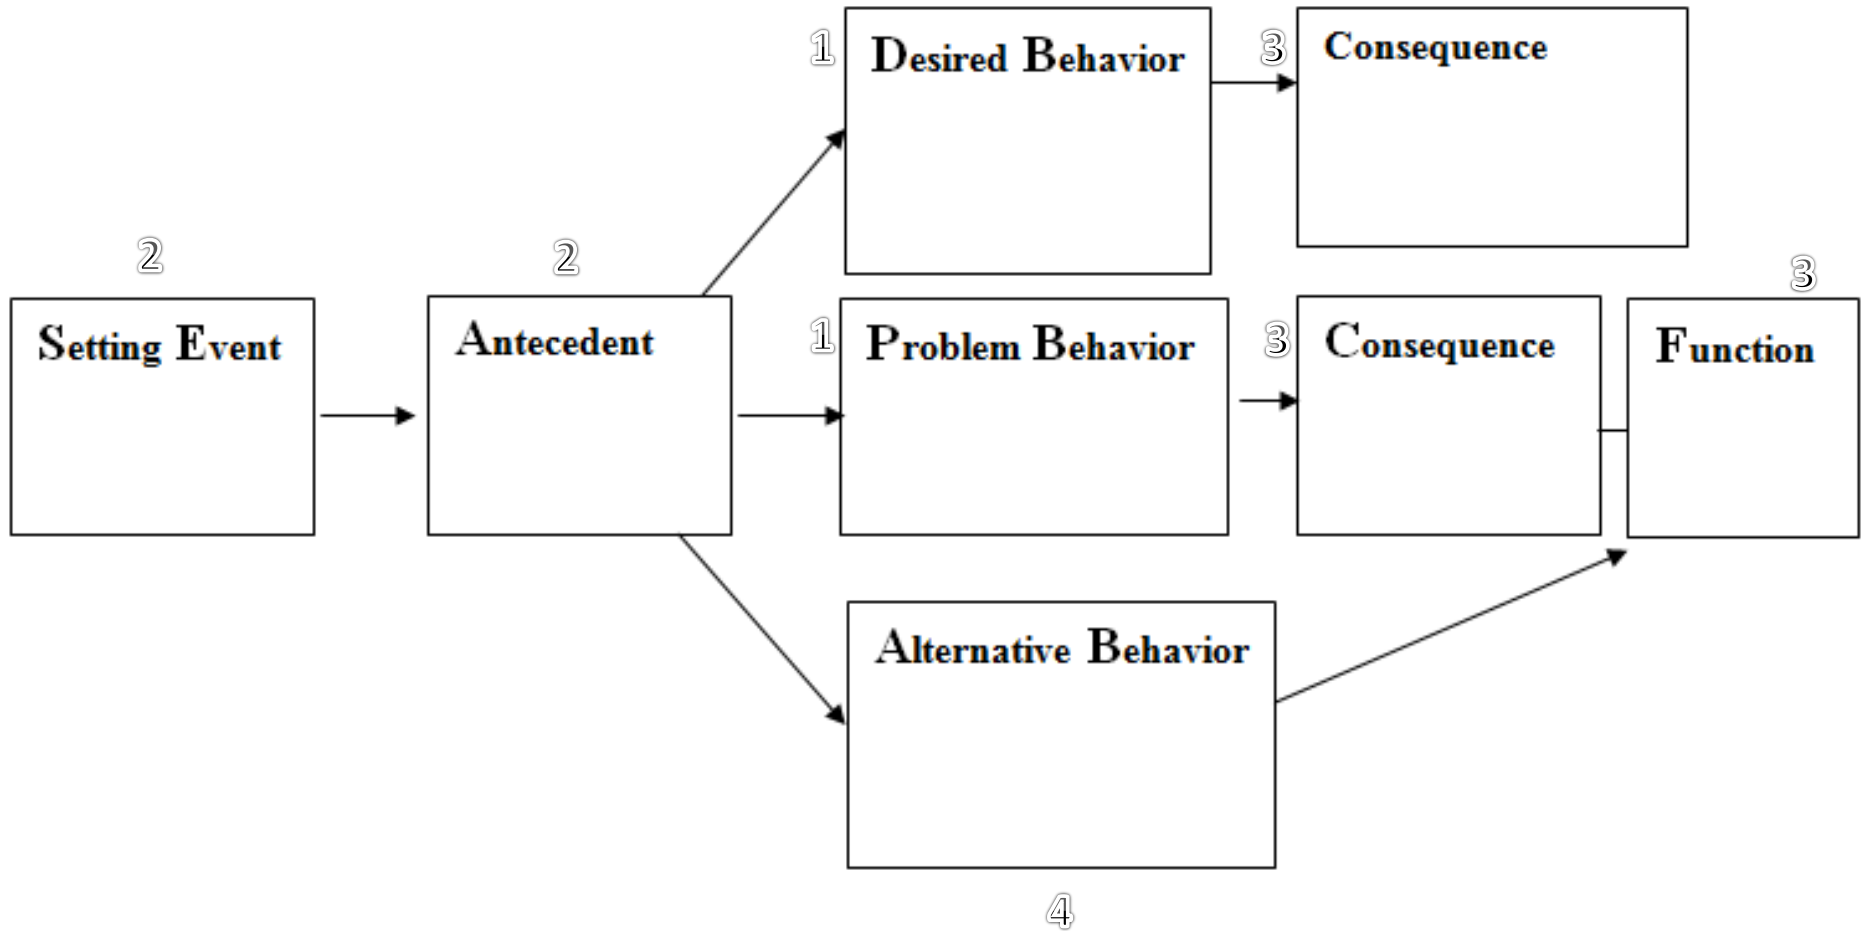 1
Desired Behavior
3
Consequence
2
Setting Event
2
Antecedent
1
Problem Behavior
3
Consequence
3
Function
Alternative Behavior
4